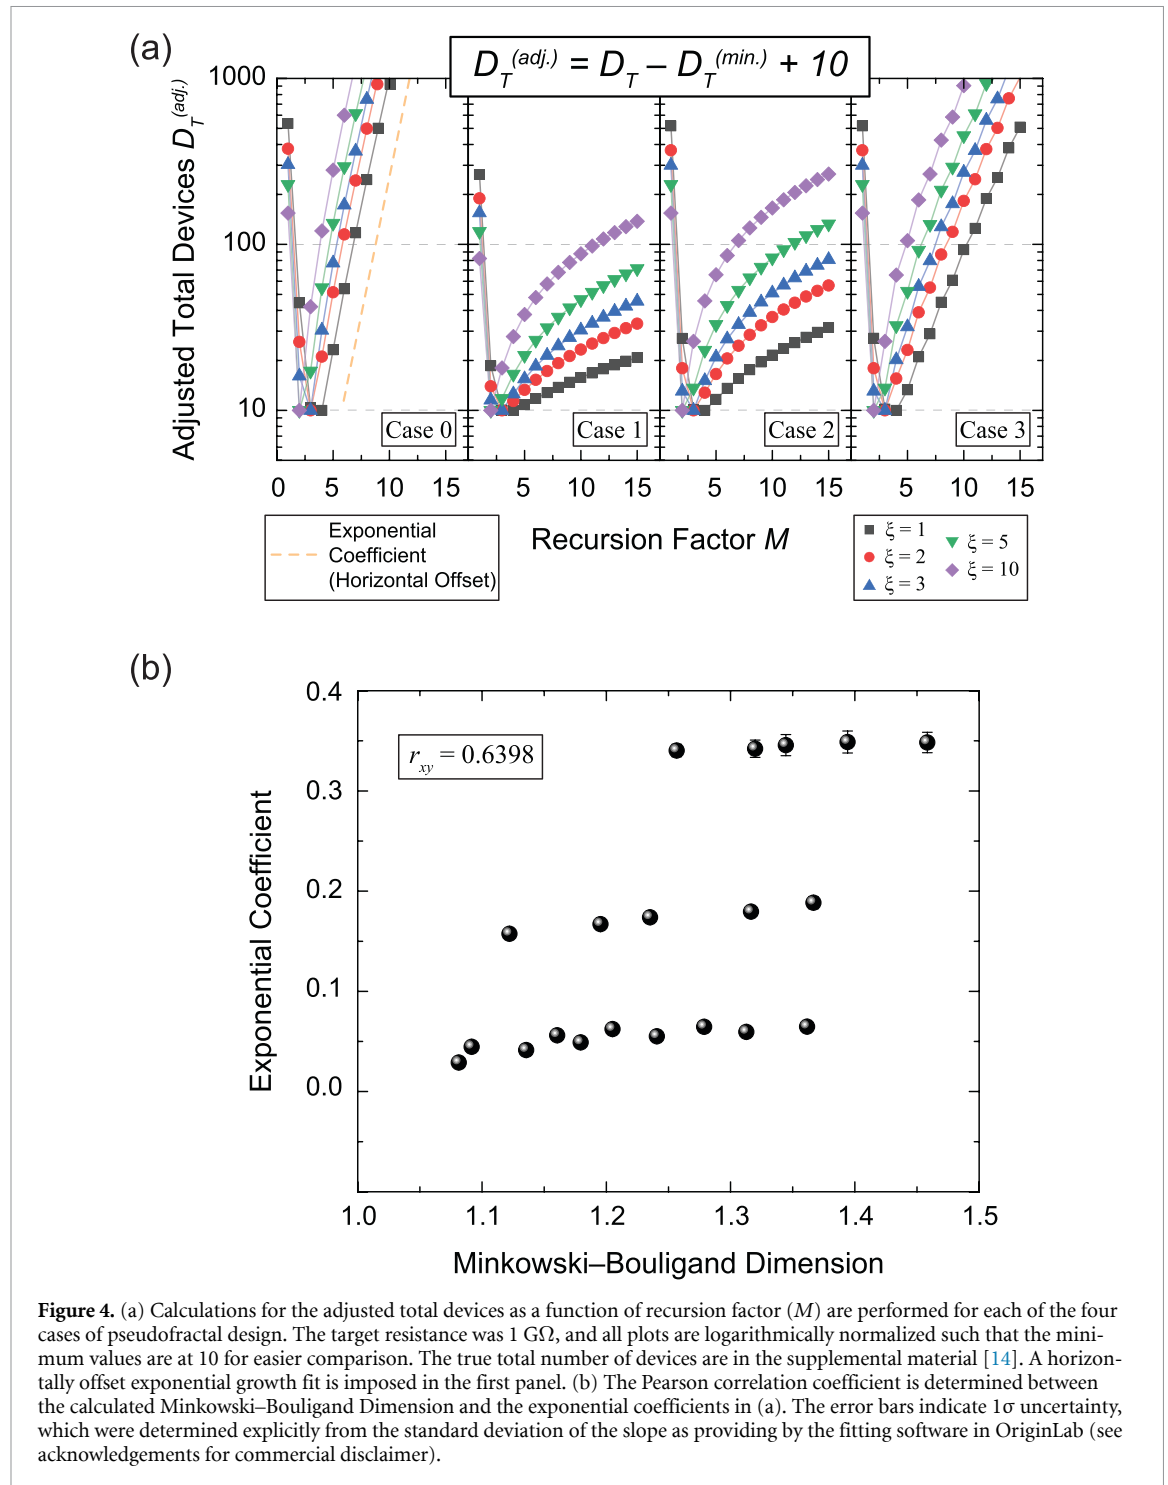 (a)
D_T^(adj.) = D_T – D_T^(min.) + 10
Adjusted Total Devices D_T^(adj.)
1000
100
10
Case 0
Case 1
Case 2
Case 3
0 5 10 15 5 10 15 5 10 15 5 10 15
Recursion Factor M
Exponential
Coefficient
(Horizontal Offset)
ξ = 1
ξ = 2
ξ = 3
ξ = 5
ξ = 10
(b)
r_xy = 0.6398
Exponential Coefficient
0.4
0.3
0.2
0.1
0.0
1.0 1.1 1.2 1.3 1.4 1.5
Minkowski–Bouligand Dimension
Figure 4. (a) Calculations for the adjusted total devices as a function of recursion factor (M) are performed for each of the four
cases of pseudofractal design. The target resistance was 1 GΩ, and all plots are logarithmically normalized such that the mini-
mum values are at 10 for easier comparison. The true total number of devices are in the supplemental material [14]. A horizon-
tally offset exponential growth fit is imposed in the first panel. (b) The Pearson correlation coefficient is determined between
the calculated Minkowski–Bouligand Dimension and the exponential coefficients in (a). The error bars indicate 1σ uncertainty,
which were determined explicitly from the standard deviation of the slope as providing by the fitting software in OriginLab (see
acknowledgements for commercial disclaimer).